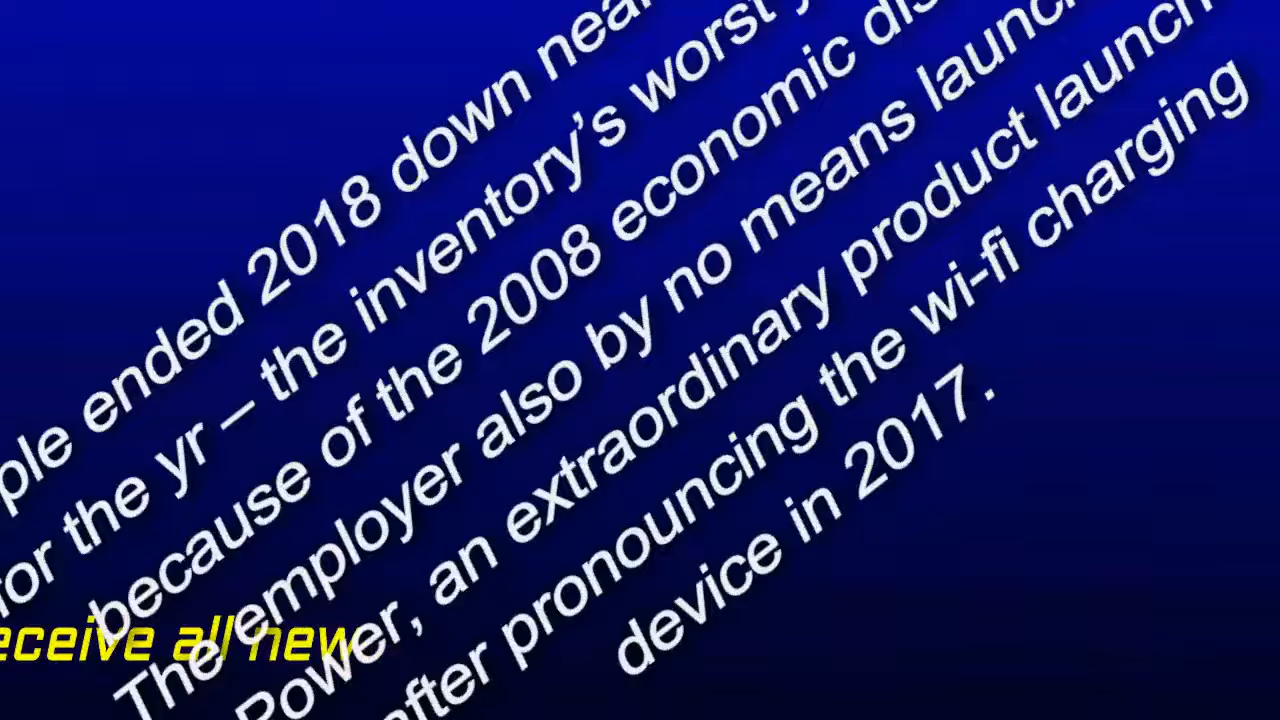 ple ended 2018 down near
for the yr – the inventory’s worst
because of the 2008 economic dis
The employer also by no means launch
Power, an extraordinary product launch
after pronouncing the wi-fi charging
device in 2017.
eceive all new